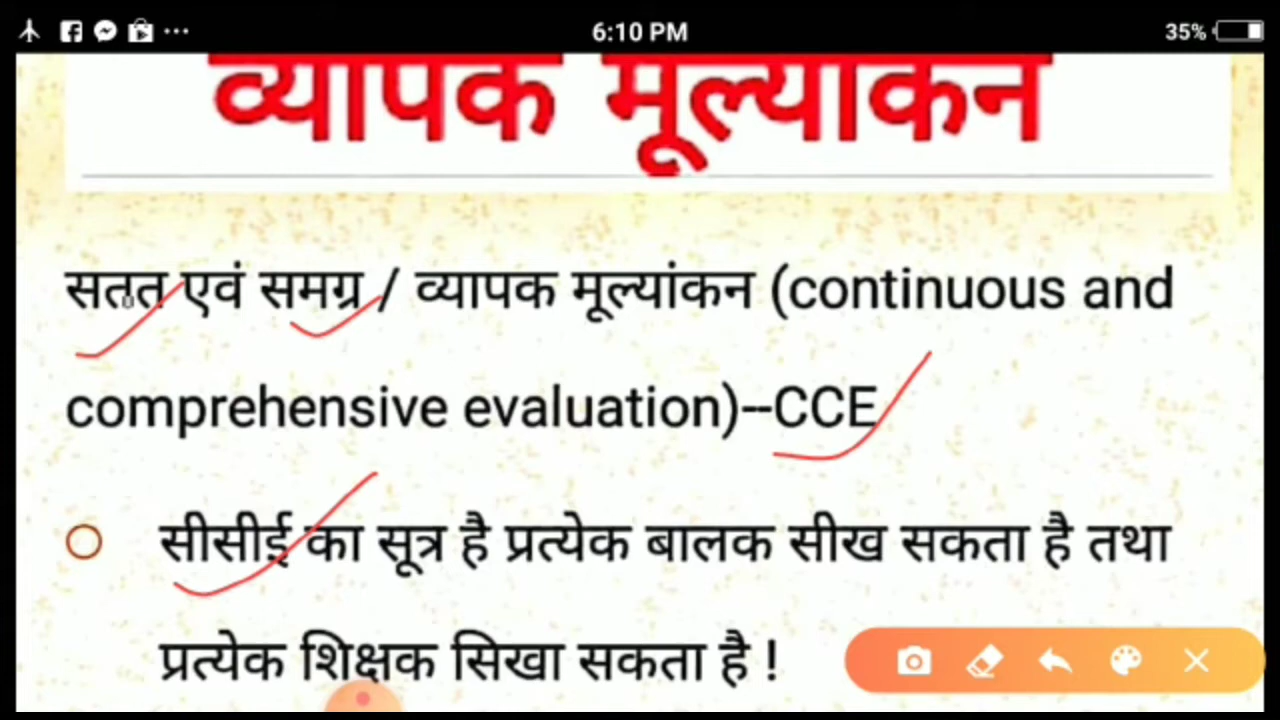 6:10 PM 35%
व्यापक मूल्यांकन
सतत एवं समग्र / व्यापक मूल्यांकन (continuous and
comprehensive evaluation)--CCE
सीसीई का सूत्र है प्रत्येक बालक सीख सकता है तथा
प्रत्येक शिक्षक सिखा सकता है !